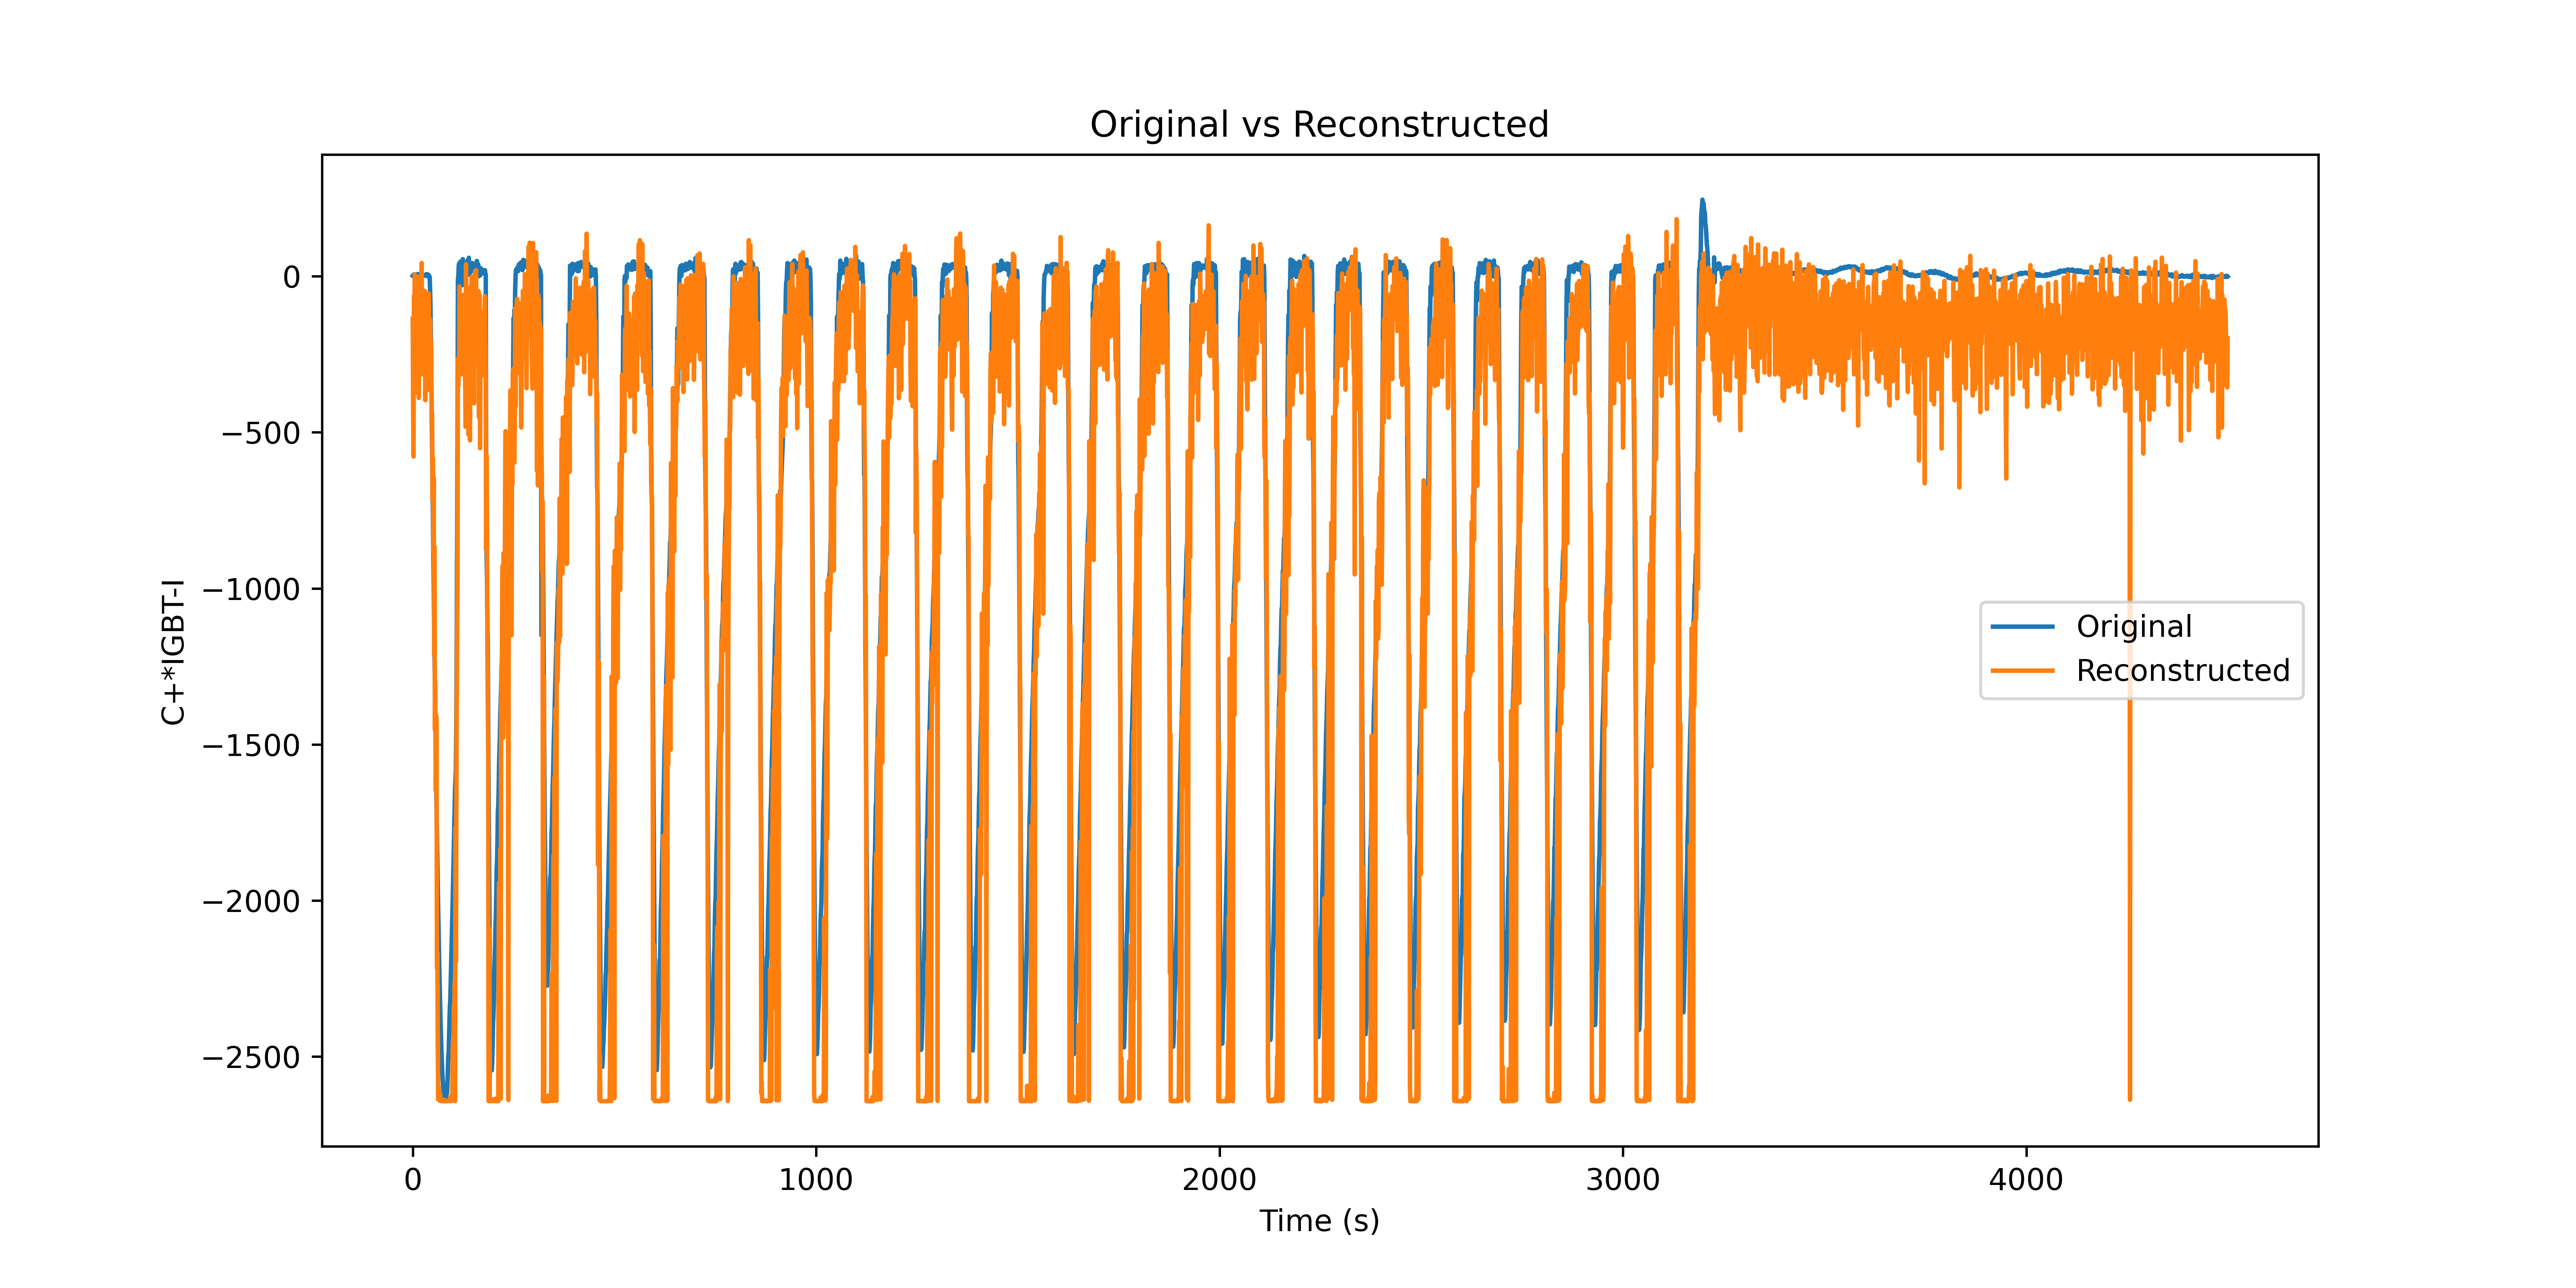 Original vs Reconstructed
0
−500
−1000
−1500
−2000
−2500
C+*IGBT-I
Original
Reconstructed
0 1000 2000 3000 4000
Time (s)